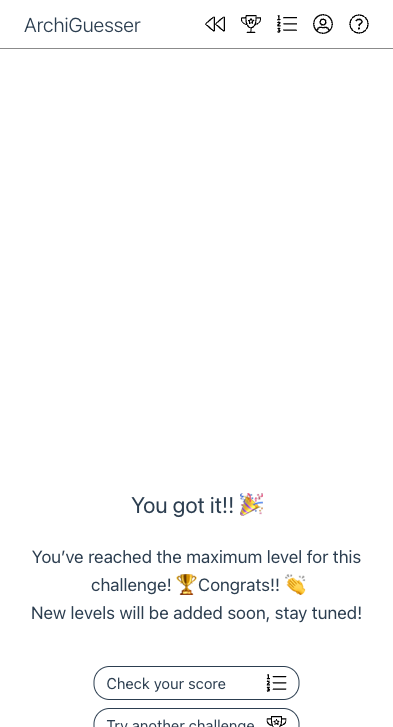 ArchiGuesser
You got it!! 🎉
You’ve reached the maximum level for this
challenge! 🏆Congrats!! 👏
New levels will be added soon, stay tuned!
Check your score
Try another challenge